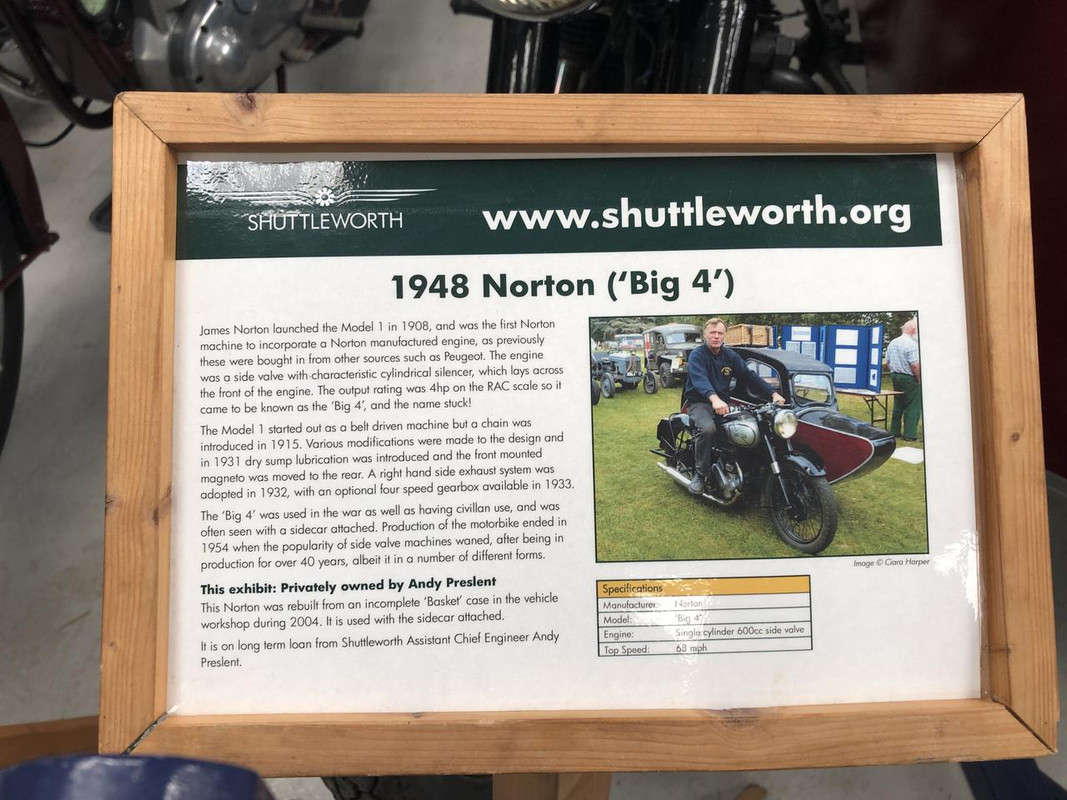 SHUTTLEWORTH
www.shuttleworth.org
1948 Norton (‘Big 4’)
James Norton launched the Model 1 in 1908, and was the first Norton
machine to incorporate a Norton manufactured engine, as previously
these were bought in from other sources such as Peugeot. The engine
was a side valve with characteristic cylindrical silencer, which lays across
the front of the engine. The output rating was 4hp on the RAC scale so it
came to be known as the ‘Big 4’, and the name stuck!
The Model 1 started out as a belt driven machine but a chain was
introduced in 1915. Various modifications were made to the design and
in 1931 dry sump lubrication was introduced and the front mounted
magneto was moved to the rear. A right hand side exhaust system was
adopted in 1932, with an optional four speed gearbox available in 1933.
The ‘Big 4’ was used in the war as well as having civilian use, and was
often seen with a sidecar attached. Production of the motorbike ended in
1954 when the popularity of side valve machines waned, after being in
production for over 40 years, albeit it in a number of different forms.
This exhibit: Privately owned by Andy Preslent
This Norton was rebuilt from an incomplete ‘Basket’ case in the vehicle
workshop during 2004. It is used with the sidecar attached.
It is on long term loan from Shuttleworth Assistant Chief Engineer Andy
Preslent.
Image © Ciara Harper
Specifications
Manufacturer: Norton
Model: ‘Big 4’
Engine: Single cylinder 600cc side valve
Top Speed: 68 mph